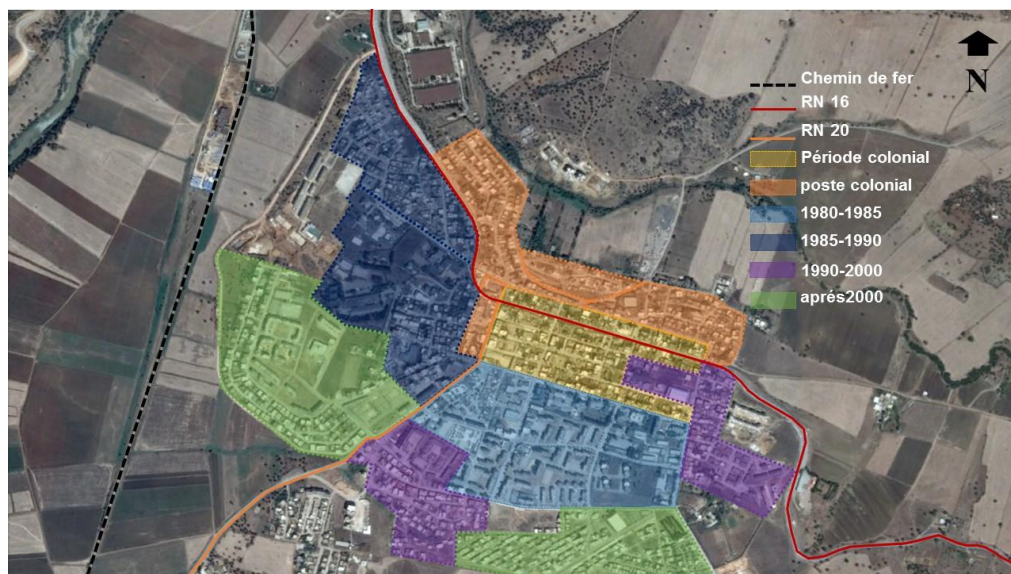 N
Chemin de fer
RN 16
RN 20
Période colonial
poste colonial
1980-1985
1985-1990
1990-2000
aprés2000